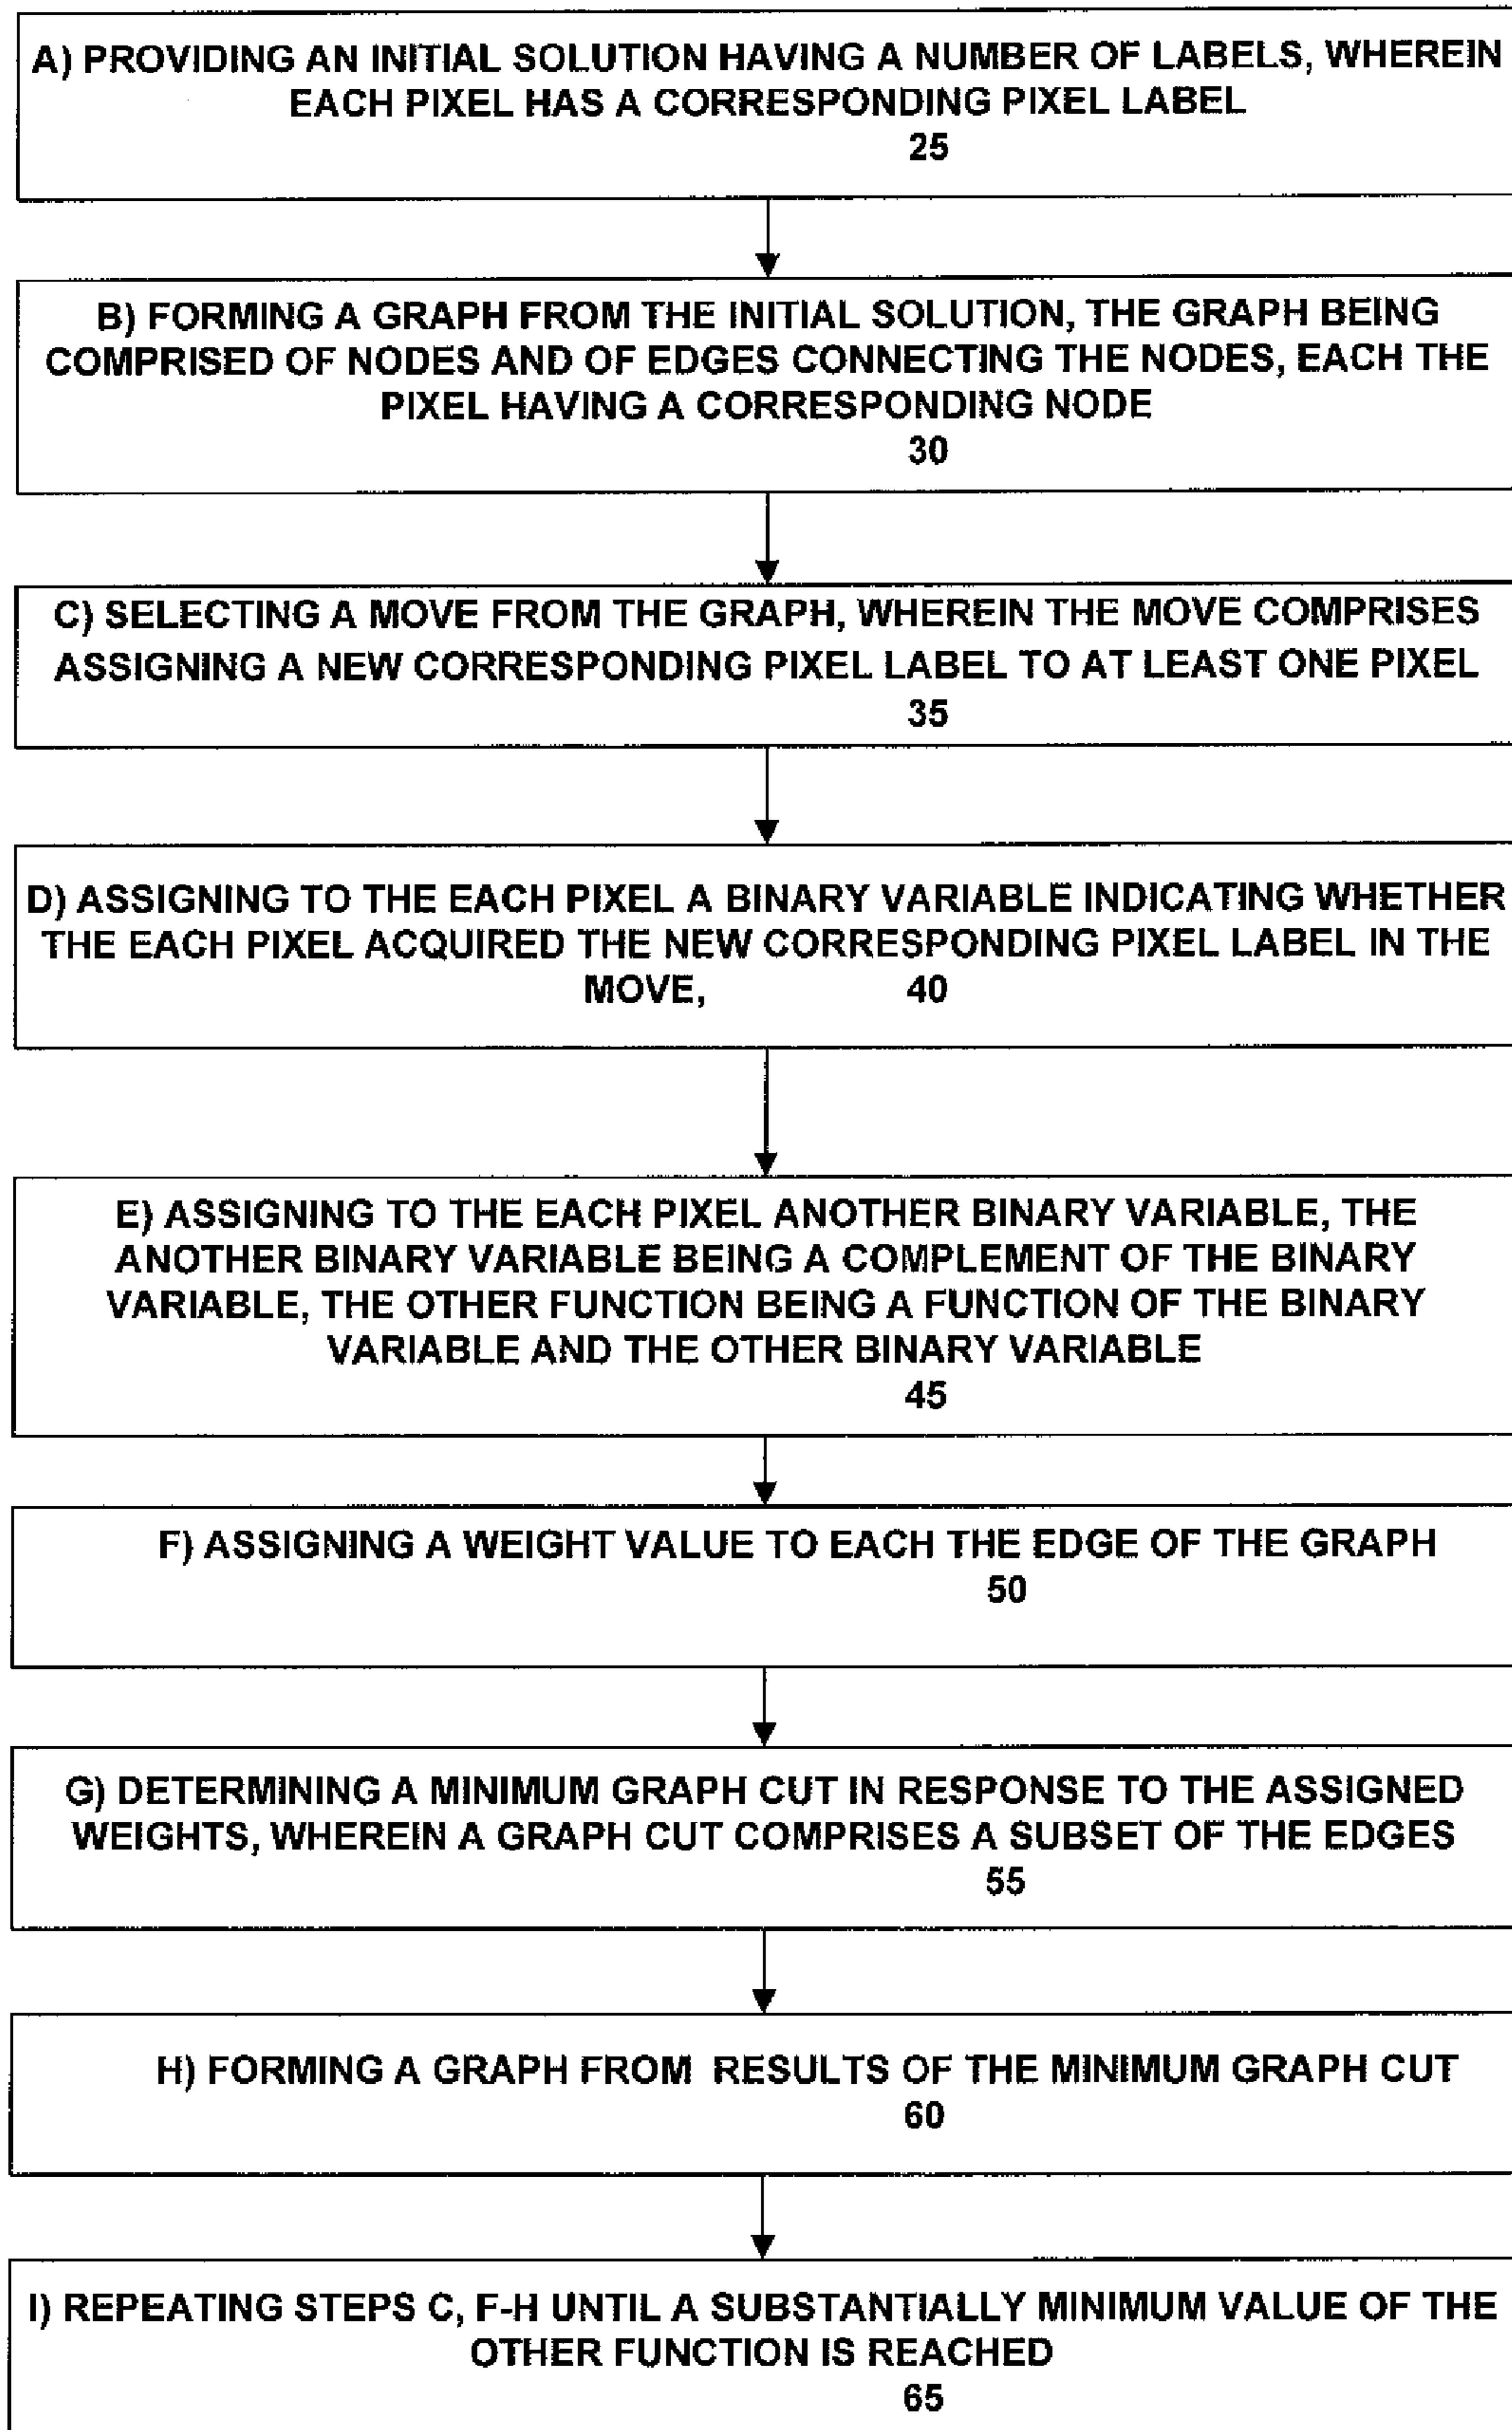 A) PROVIDING AN INITIAL SOLUTION HAVING A NUMBER OF LABELS, WHEREIN
EACH PIXEL HAS A CORRESPONDING PIXEL LABEL
25
B) FORMING A GRAPH FROM THE INITIAL SOLUTION, THE GRAPH BEING
COMPRISED OF NODES AND OF EDGES CONNECTING THE NODES, EACH THE
PIXEL HAVING A CORRESPONDING NODE
30
C) SELECTING A MOVE FROM THE GRAPH, WHEREIN THE MOVE COMPRISES
ASSIGNING A NEW CORRESPONDING PIXEL LABEL TO AT LEAST ONE PIXEL
35
D) ASSIGNING TO THE EACH PIXEL A BINARY VARIABLE INDICATING WHETHER
THE EACH PIXEL ACQUIRED THE NEW CORRESPONDING PIXEL LABEL IN THE
MOVE, 40
E) ASSIGNING TO THE EACH PIXEL ANOTHER BINARY VARIABLE, THE
ANOTHER BINARY VARIABLE BEING A COMPLEMENT OF THE BINARY
VARIABLE, THE OTHER FUNCTION BEING A FUNCTION OF THE BINARY
VARIABLE AND THE OTHER BINARY VARIABLE
45
F) ASSIGNING A WEIGHT VALUE TO EACH THE EDGE OF THE GRAPH
50
G) DETERMINING A MINIMUM GRAPH CUT IN RESPONSE TO THE ASSIGNED
WEIGHTS, WHEREIN A GRAPH CUT COMPRISES A SUBSET OF THE EDGES
55
H) FORMING A GRAPH FROM RESULTS OF THE MINIMUM GRAPH CUT
60
I) REPEATING STEPS C, F-H UNTIL A SUBSTANTIALLY MINIMUM VALUE OF THE
OTHER FUNCTION IS REACHED
65